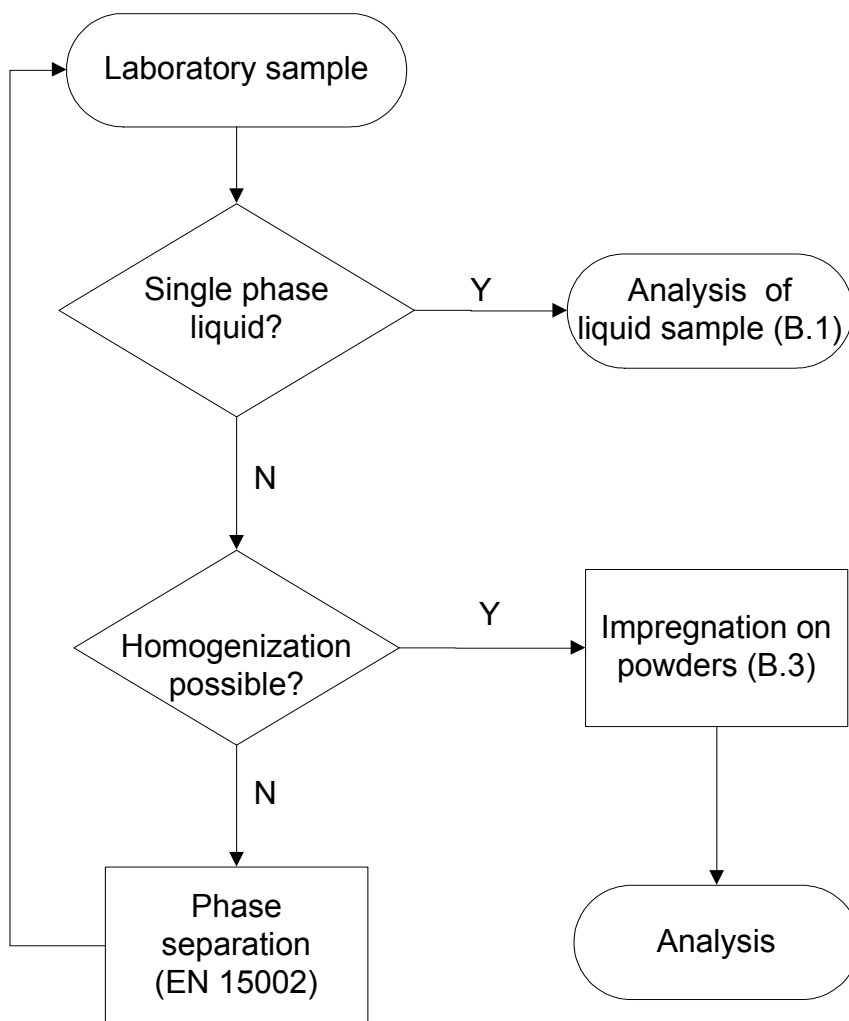 Laboratory sample
Single phase
liquid?
Y
Analysis of
liquid sample (B.1)
N
Homogenization
possible?
Y
Impregnation on
powders (B.3)
N
Phase
separation
(EN 15002)
Analysis